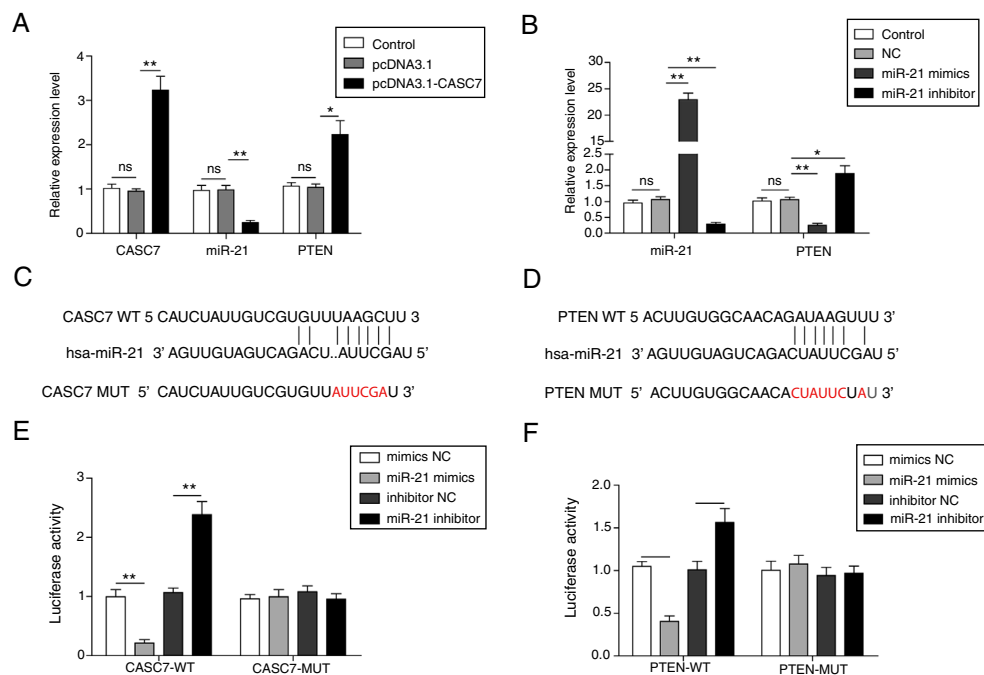 A
Control
pcDNA3.1
pcDNA3.1-CASC7
Relative expression level
4
3
2
1
0
ns
**
ns
**
ns
*
CASC7
miR-21
PTEN
B
Control
NC
miR-21 mimics
miR-21 inhibitor
Relative expression level
30
25
20
15
2.5
2.0
1.5
1.0
0.5
0.0
ns
**
**
ns
**
*
miR-21
PTEN
C
CASC7 WT 5 CAUCUAUUGUCGUGUUUAAGCUU 3
hsa-miR-21 3’ AGUUGUAGUCAGACU..AUUCGAU 5’
CASC7 MUT 5’ CAUCUAUUGUCGUGUUAUUCGAU 3’
D
PTEN WT 5 ACUUGUGGCAACAGAUAAGUUU 3’
hsa-miR-21 3’ AGUUGUAGUCAGACUAUUCGAU 5’
PTEN MUT 5’ ACUUGUGGCAACACUAUUCUAU 3’
E
mimics NC
miR-21 mimics
inhibitor NC
miR-21 inhibitor
Luciferase activity
3
2
1
0
**
**
CASC7-WT
CASC7-MUT
F
mimics NC
miR-21 mimics
inhibitor NC
miR-21 inhibitor
Luciferase activity
2.0
1.5
1.0
0.5
0.0
PTEN-WT
PTEN-MUT